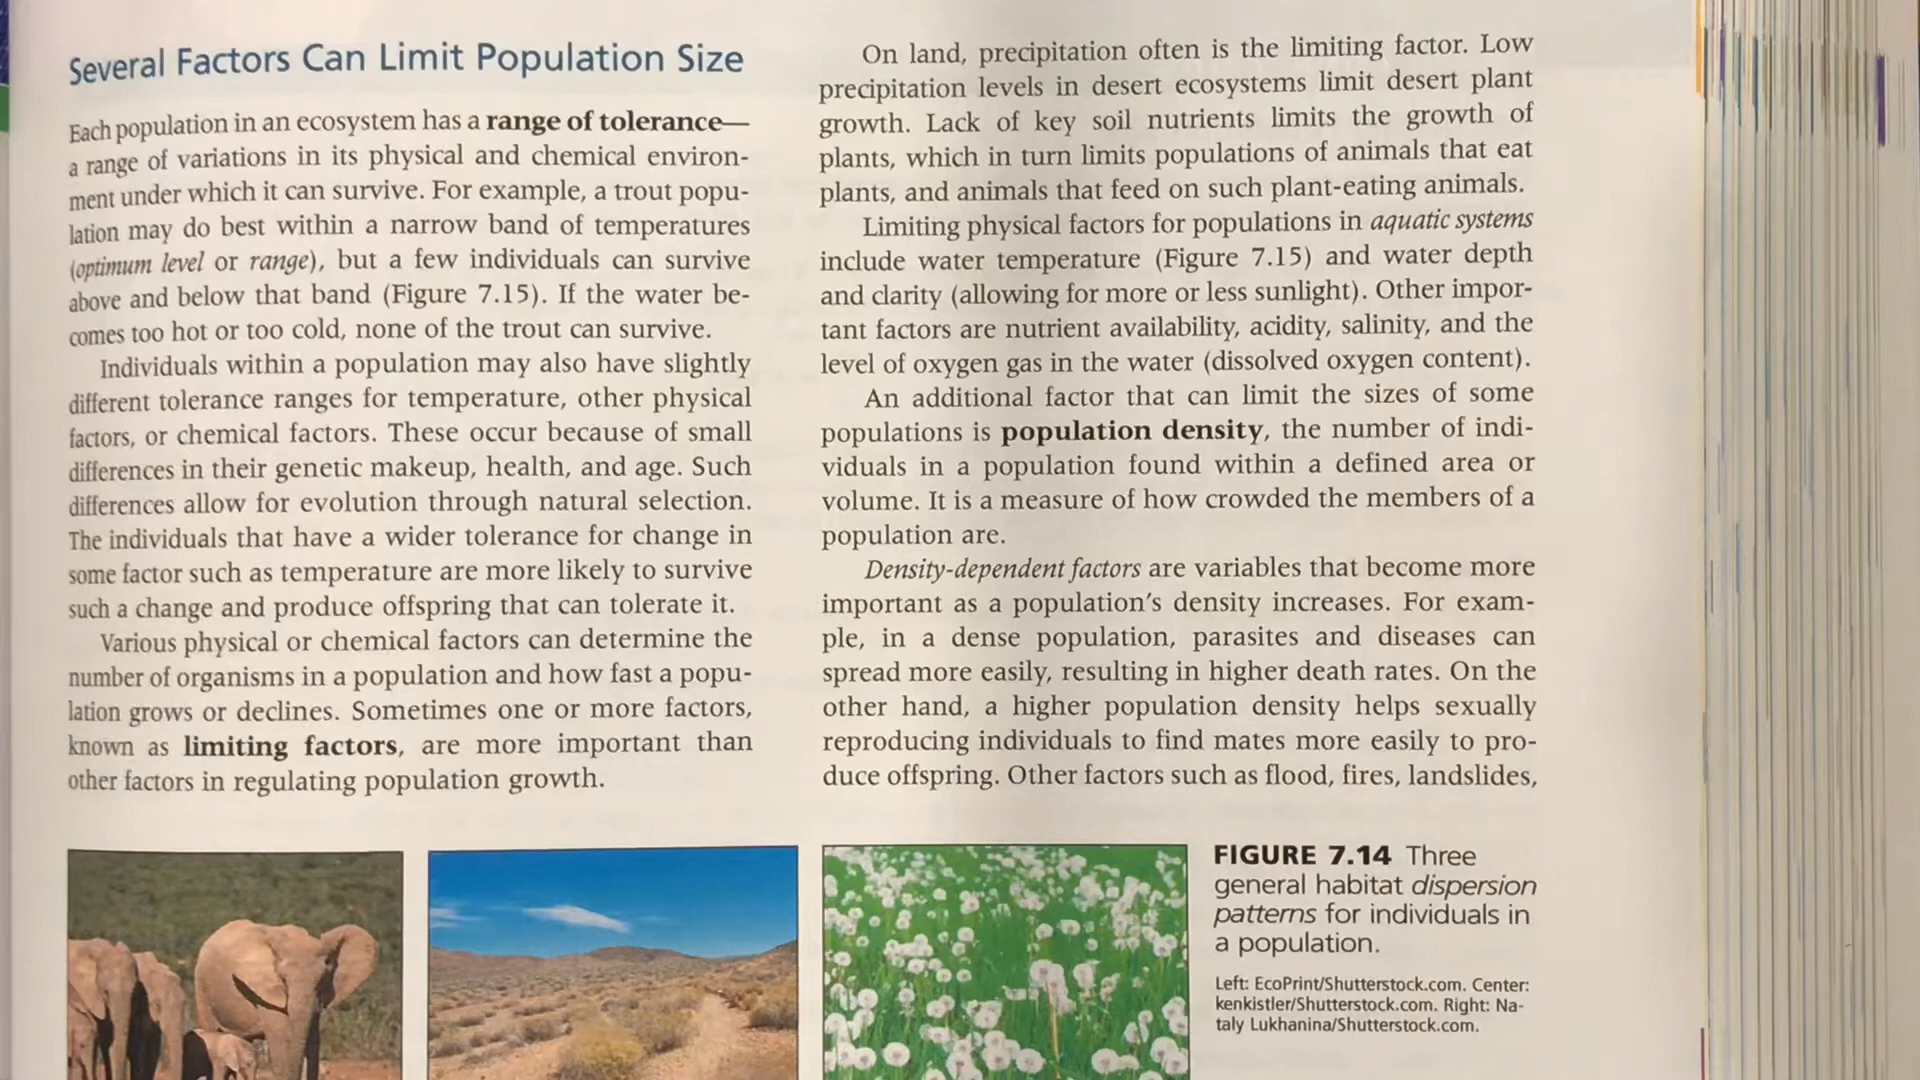 Several Factors Can Limit Population Size
Each population in an ecosystem has a range of tolerance—
a range of variations in its physical and chemical environ-
ment under which it can survive. For example, a trout popu-
lation may do best within a narrow band of temperatures
(optimum level or range), but a few individuals can survive
above and below that band (Figure 7.15). If the water be-
comes too hot or too cold, none of the trout can survive.
Individuals within a population may also have slightly
different tolerance ranges for temperature, other physical
factors, or chemical factors. These occur because of small
differences in their genetic makeup, health, and age. Such
differences allow for evolution through natural selection.
The individuals that have a wider tolerance for change in
some factor such as temperature are more likely to survive
such a change and produce offspring that can tolerate it.
Various physical or chemical factors can determine the
number of organisms in a population and how fast a popu-
lation grows or declines. Sometimes one or more factors,
known as limiting factors, are more important than
other factors in regulating population growth.
On land, precipitation often is the limiting factor. Low
precipitation levels in desert ecosystems limit desert plant
growth. Lack of key soil nutrients limits the growth of
plants, which in turn limits populations of animals that eat
plants, and animals that feed on such plant-eating animals.
Limiting physical factors for populations in aquatic systems
include water temperature (Figure 7.15) and water depth
and clarity (allowing for more or less sunlight). Other impor-
tant factors are nutrient availability, acidity, salinity, and the
level of oxygen gas in the water (dissolved oxygen content).
An additional factor that can limit the sizes of some
populations is population density, the number of indi-
viduals in a population found within a defined area or
volume. It is a measure of how crowded the members of a
population are.
Density-dependent factors are variables that become more
important as a population's density increases. For exam-
ple, in a dense population, parasites and diseases can
spread more easily, resulting in higher death rates. On the
other hand, a higher population density helps sexually
reproducing individuals to find mates more easily to pro-
duce offspring. Other factors such as flood, fires, landslides,
FIGURE 7.14 Three
general habitat dispersion
patterns for individuals in
a population.
Left: EcoPrint/Shutterstock.com. Center:
kenkistler/Shutterstock.com. Right: Na-
taly Lukhanina/Shutterstock.com.